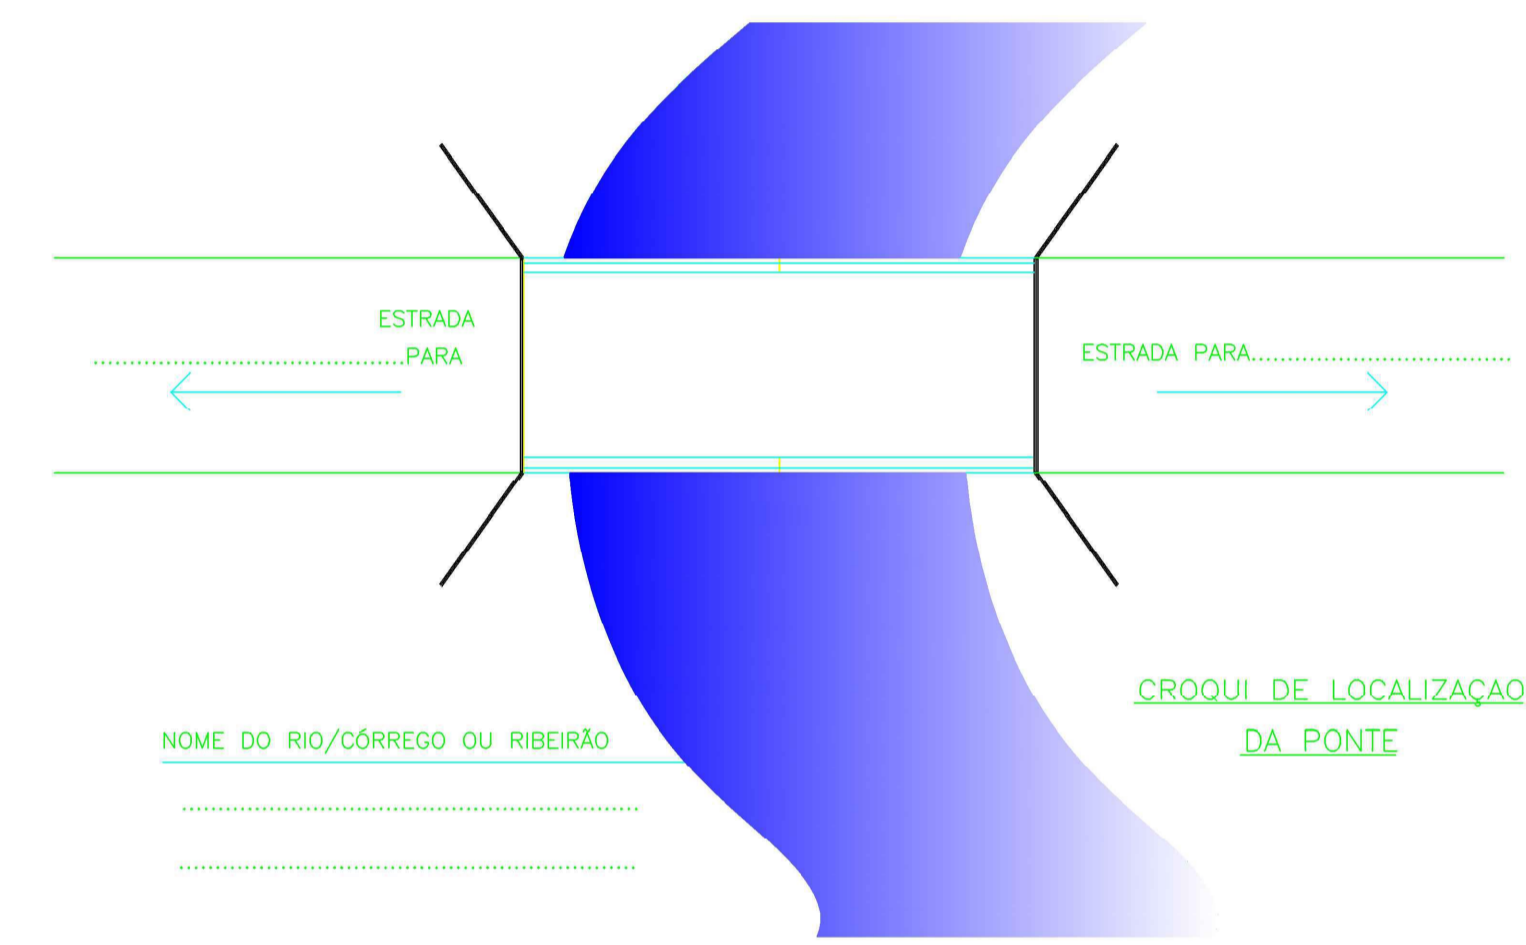 ESTRADA
........................................PARA
ESTRADA PARA....................................
CROQUI DE LOCALIZAÇAO
DA PONTE
NOME DO RIO/CÓRREGO OU RIBEIRÃO
................................................................
................................................................